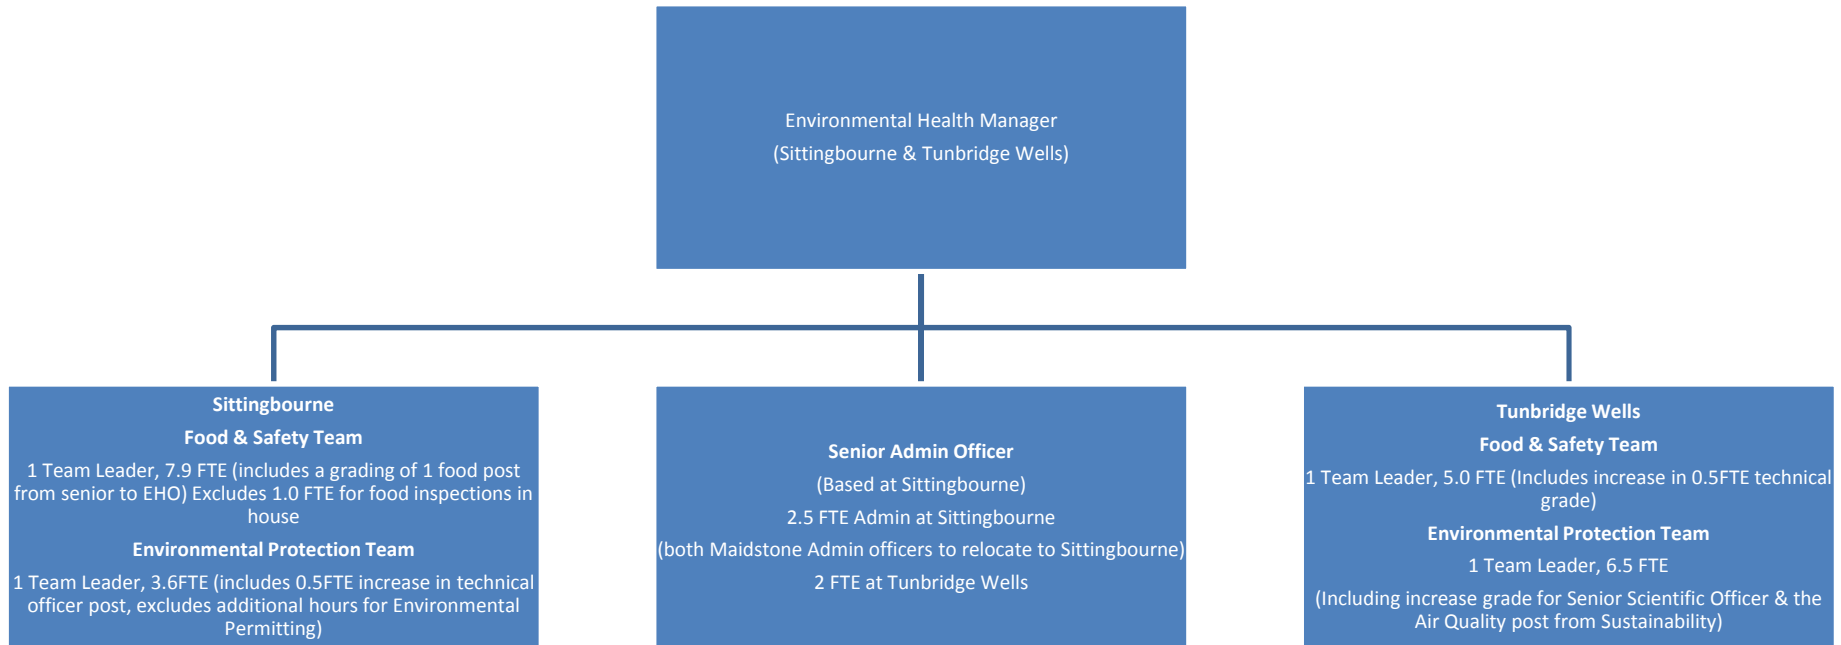 Environmental Health Manager
(Sittingbourne & Tunbridge Wells)
Sittingbourne
Food & Safety Team
1 Team Leader, 7.9 FTE (includes a grading of 1 food post
from senior to EHO) Excludes 1.0 FTE for food inspections in
house
Environmental Protection Team
1 Team Leader, 3.6FTE (includes 0.5FTE increase in technical
officer post, excludes additional hours for Environmental
Permitting)
Senior Admin Officer
(Based at Sittingbourne)
2.5 FTE Admin at Sittingbourne
(both Maidstone Admin officers to relocate to Sittingbourne)
2 FTE at Tunbridge Wells
Tunbridge Wells
Food & Safety Team
1 Team Leader, 5.0 FTE (Includes increase in 0.5FTE technical
grade)
Environmental Protection Team
1 Team Leader, 6.5 FTE
(Including increase grade for Senior Scientific Officer & the
Air Quality post from Sustainability)